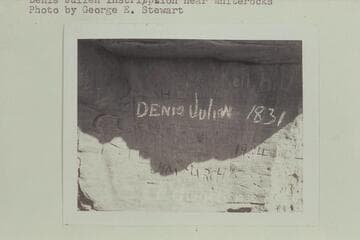 Denis Julien Inscription near Whiterocks
Photo by George E. Stewart
DENIS JULIEN 1831